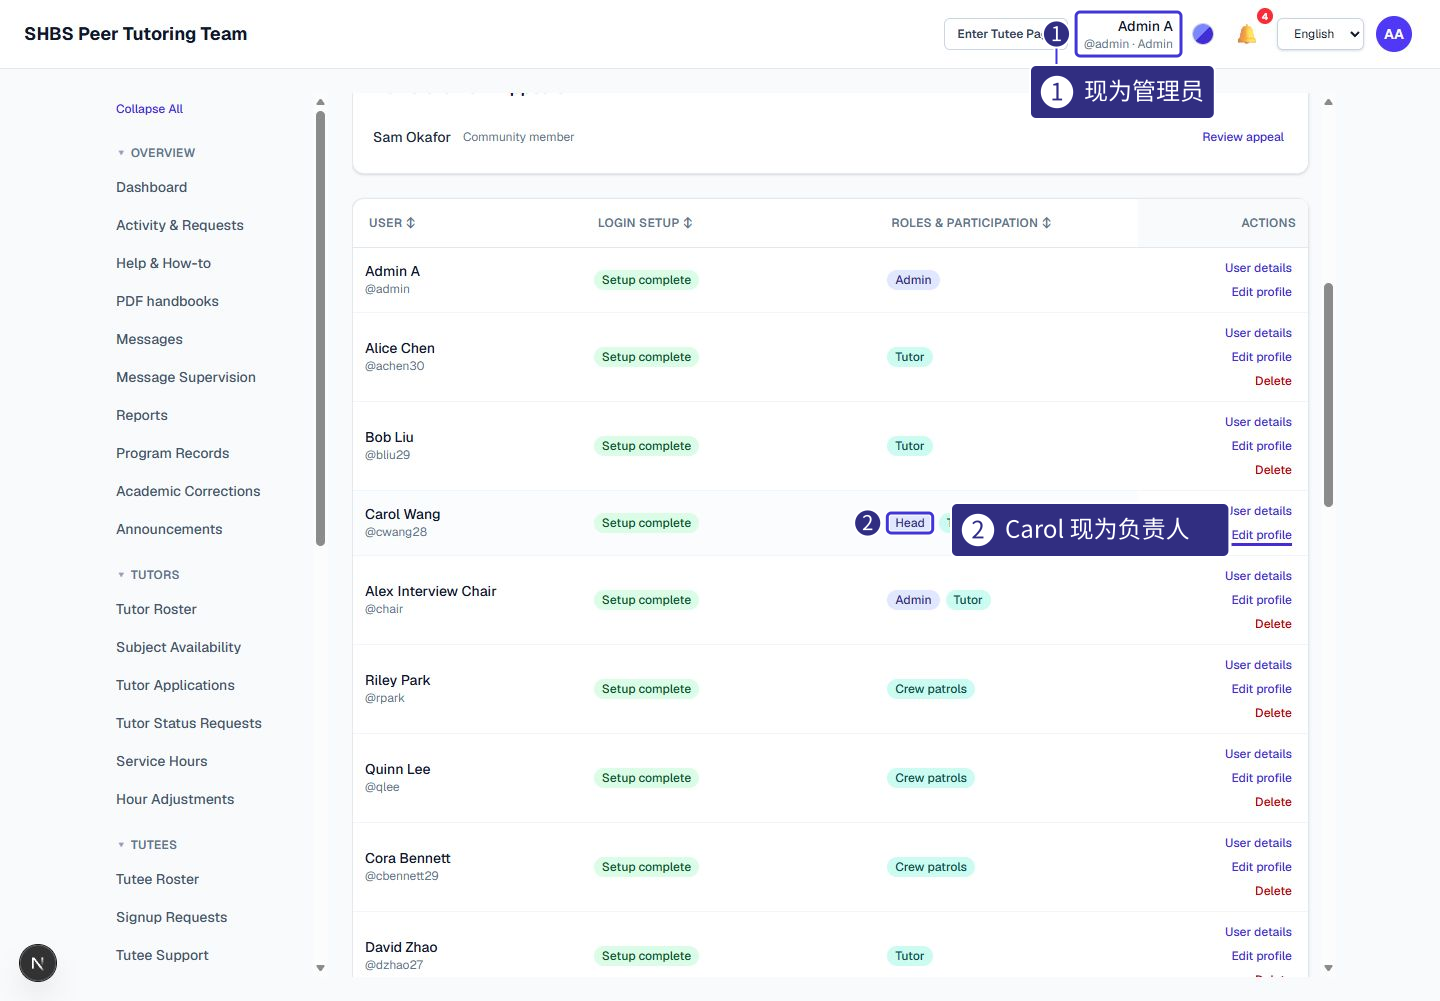 SHBS Peer Tutoring Team
Enter Tutee Pa
1
Admin A
@admin · Admin
4
English
AA
1 现为管理员
Collapse All
OVERVIEW
Dashboard
Activity & Requests
Help & How-to
PDF handbooks
Messages
Message Supervision
Reports
Program Records
Academic Corrections
Announcements
TUTORS
Tutor Roster
Subject Availability
Tutor Applications
Tutor Status Requests
Service Hours
Hour Adjustments
TUTEES
Tutee Roster
Signup Requests
Tutee Support
N
Sam Okafor Community member Review appeal
USER LOGIN SETUP ROLES & PARTICIPATION ACTIONS
Admin A
@admin
Setup complete
Admin
User details
Edit profile
Alice Chen
@achen30
Setup complete
Tutor
User details
Edit profile
Delete
Bob Liu
@bliu29
Setup complete
Tutor
User details
Edit profile
Delete
Carol Wang
@cwang28
Setup complete
2 Head
2 Carol 现为负责人
User details
Edit profile
Alex Interview Chair
@chair
Setup complete
Admin Tutor
User details
Edit profile
Delete
Riley Park
@rpark
Setup complete
Crew patrols
User details
Edit profile
Delete
Quinn Lee
@qlee
Setup complete
Crew patrols
User details
Edit profile
Delete
Cora Bennett
@cbennett29
Setup complete
Crew patrols
User details
Edit profile
Delete
David Zhao
@dzhao27
Setup complete
Tutor
User details
Edit profile